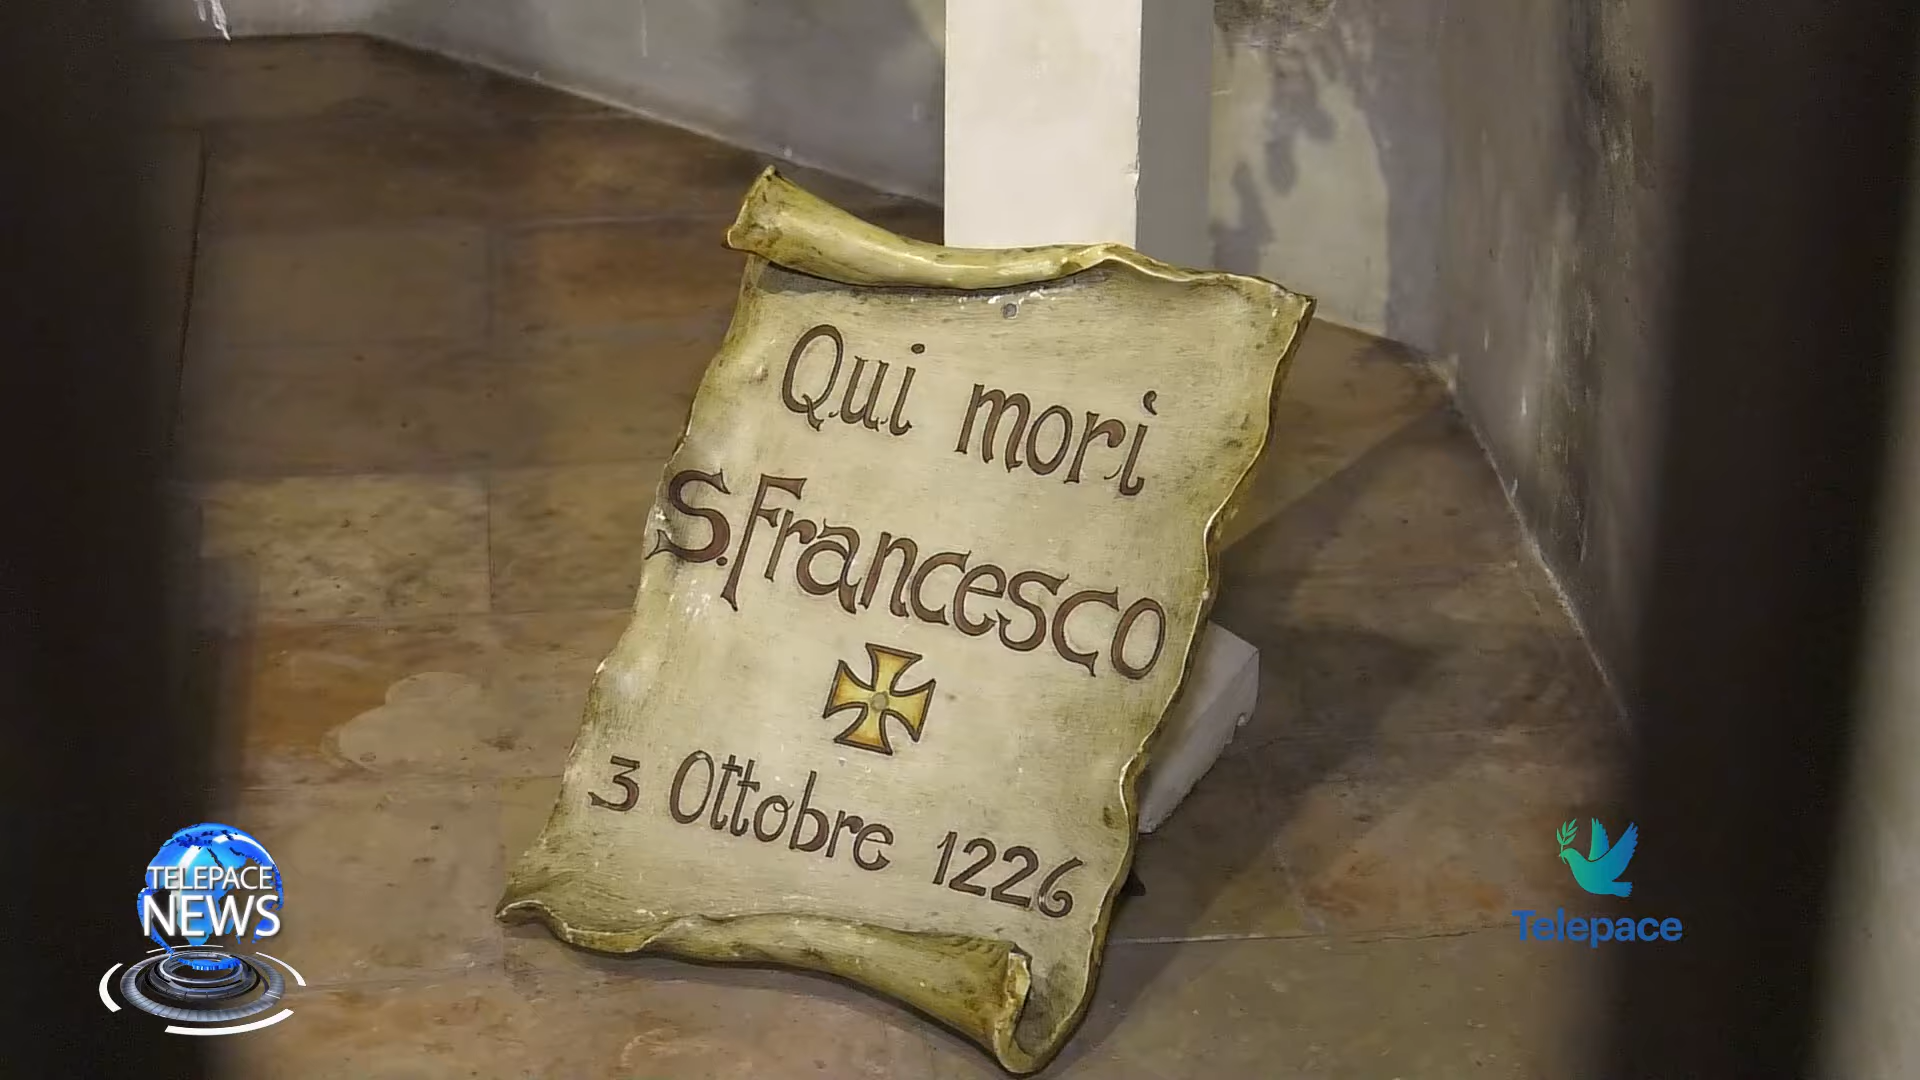 Qui morì
S. Francesco
3 Ottobre 1226
TELEPACE
NEWS
Telepace